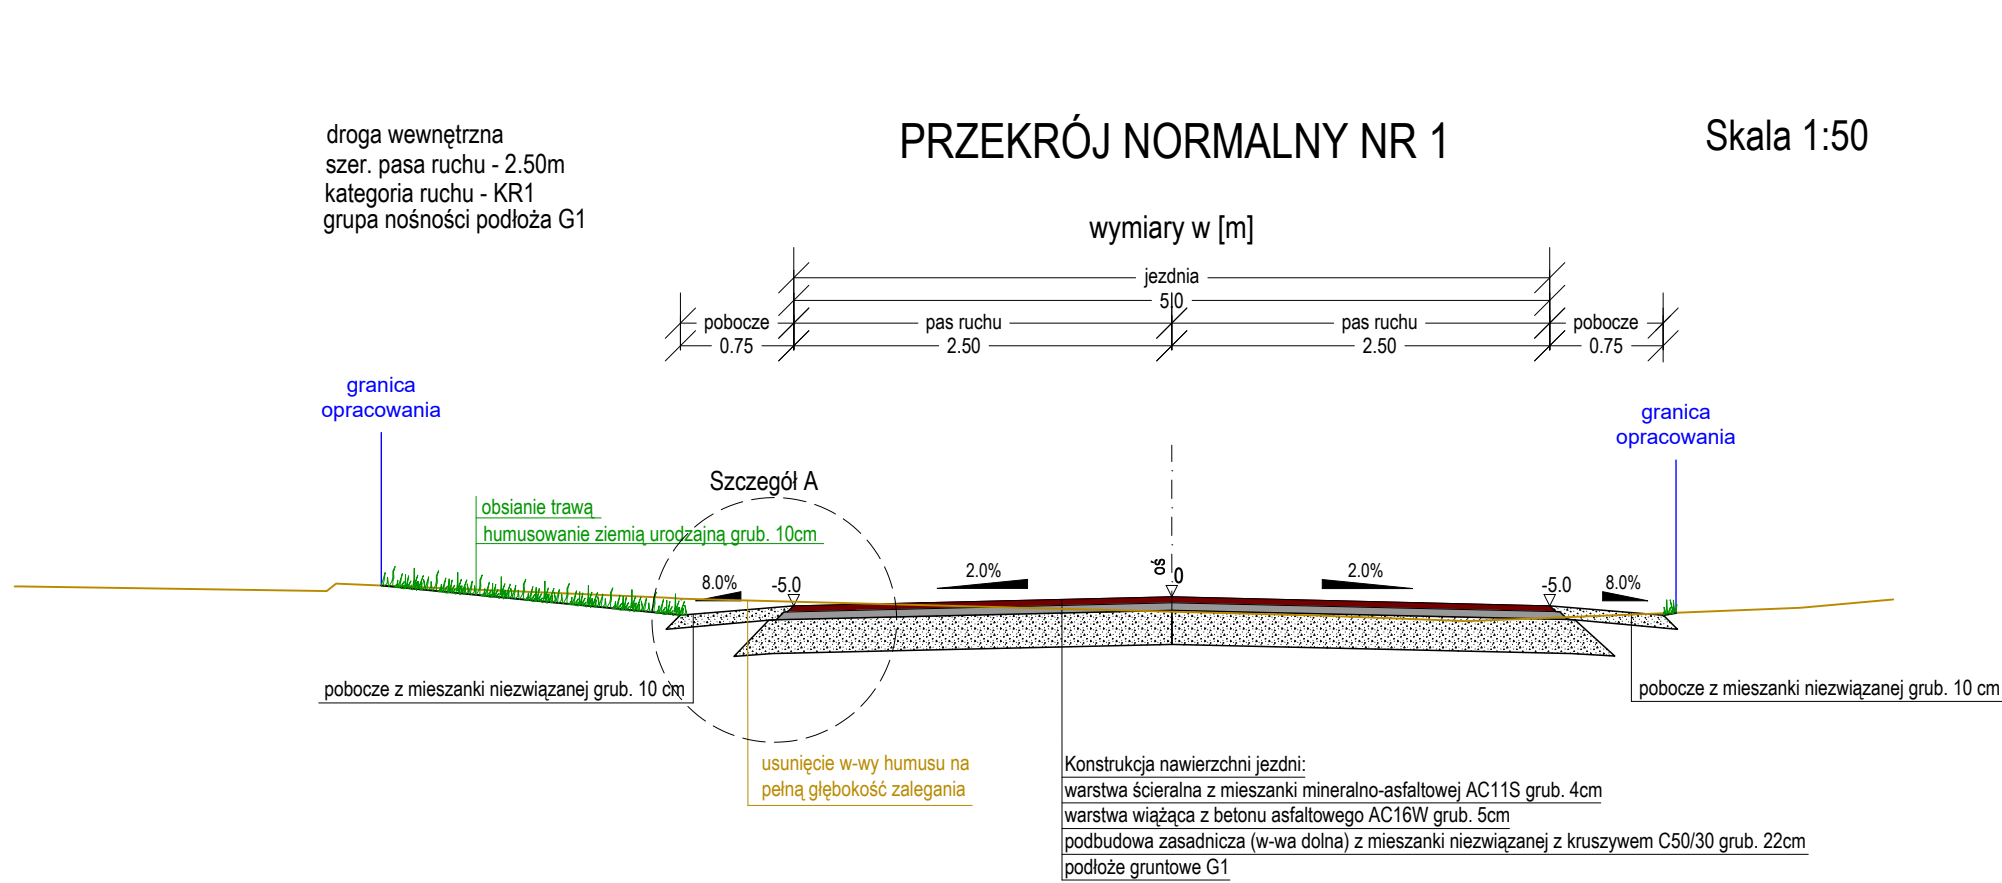 PRZEKRÓJ NORMALNY NR 1
Skala 1:50
droga wewnętrzna
szer. pasa ruchu - 2.50m
kategoria ruchu - KR1
grupa nośności podłoża G1
wymiary w [m]
jezdnia
5.0
pobocze
pas ruchu
pas ruchu
pobocze
0.75
2.50
2.50
0.75
granica
opracowania
granica
opracowania
Szczegół A
obsianie trawą
humusowanie ziemią urodzajną grub. 10cm
8.0%
-5.0
2.0%
oś
0
2.0%
-5.0
8.0%
pobocze z mieszanki niezwiązanej grub. 10 cm
pobocze z mieszanki niezwiązanej grub. 10 cm
usunięcie w-wy humusu na
pełną głębokość zalegania
Konstrukcja nawierzchni jezdni:
warstwa ścieralna z mieszanki mineralno-asfaltowej AC11S grub. 4cm
warstwa wiążąca z betonu asfaltowego AC16W grub. 5cm
podbudowa zasadnicza (w-wa dolna) z mieszanki niezwiązanej z kruszywem C50/30 grub. 22cm
podłoże gruntowe G1